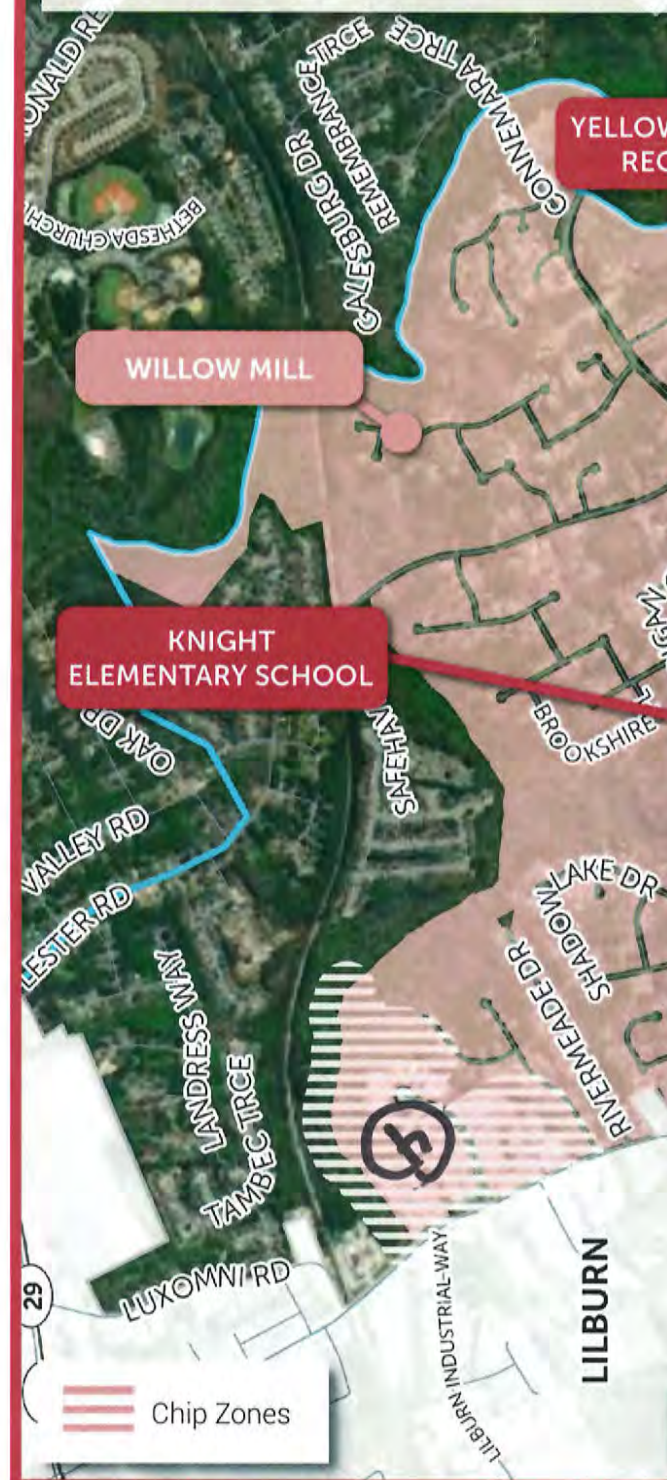 REMEMBRANCE TRCE
CONNEMARA TRCE
GALESBURG DR
BETHESDA CHURCH
YELLOW
WILLOW MILL
KNIGHT
ELEMENTARY SCHOOL
OAK DR
SAFEHAV
BROOKSHIRE L
VALLEY RD
LESTER RD
SHADOW LAKE DR
RIVERMEADE DR
LANDRESS WAY
TAMBEC TRCE
4
LUXOMNI RD
29
LILBURN INDUSTRIAL WAY
LILBURN
Chip Zones